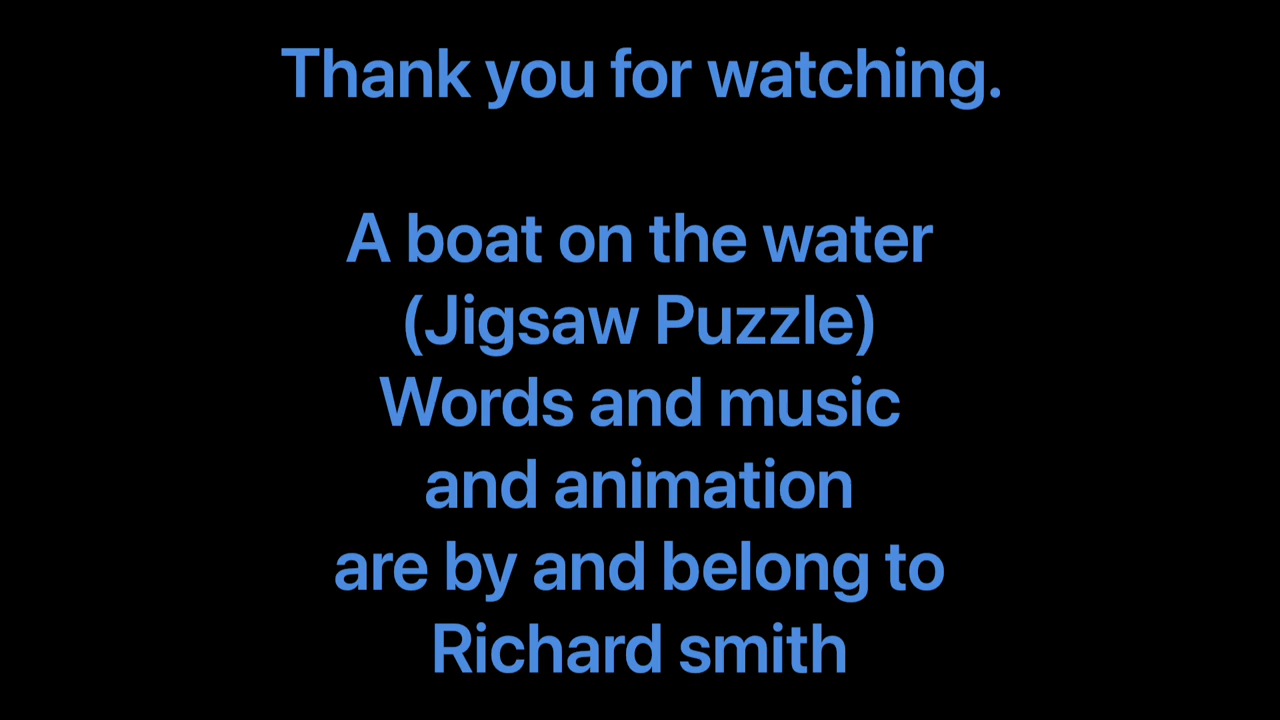 Thank you for watching.
A boat on the water
(Jigsaw Puzzle)
Words and music
and animation
are by and belong to
Richard smith